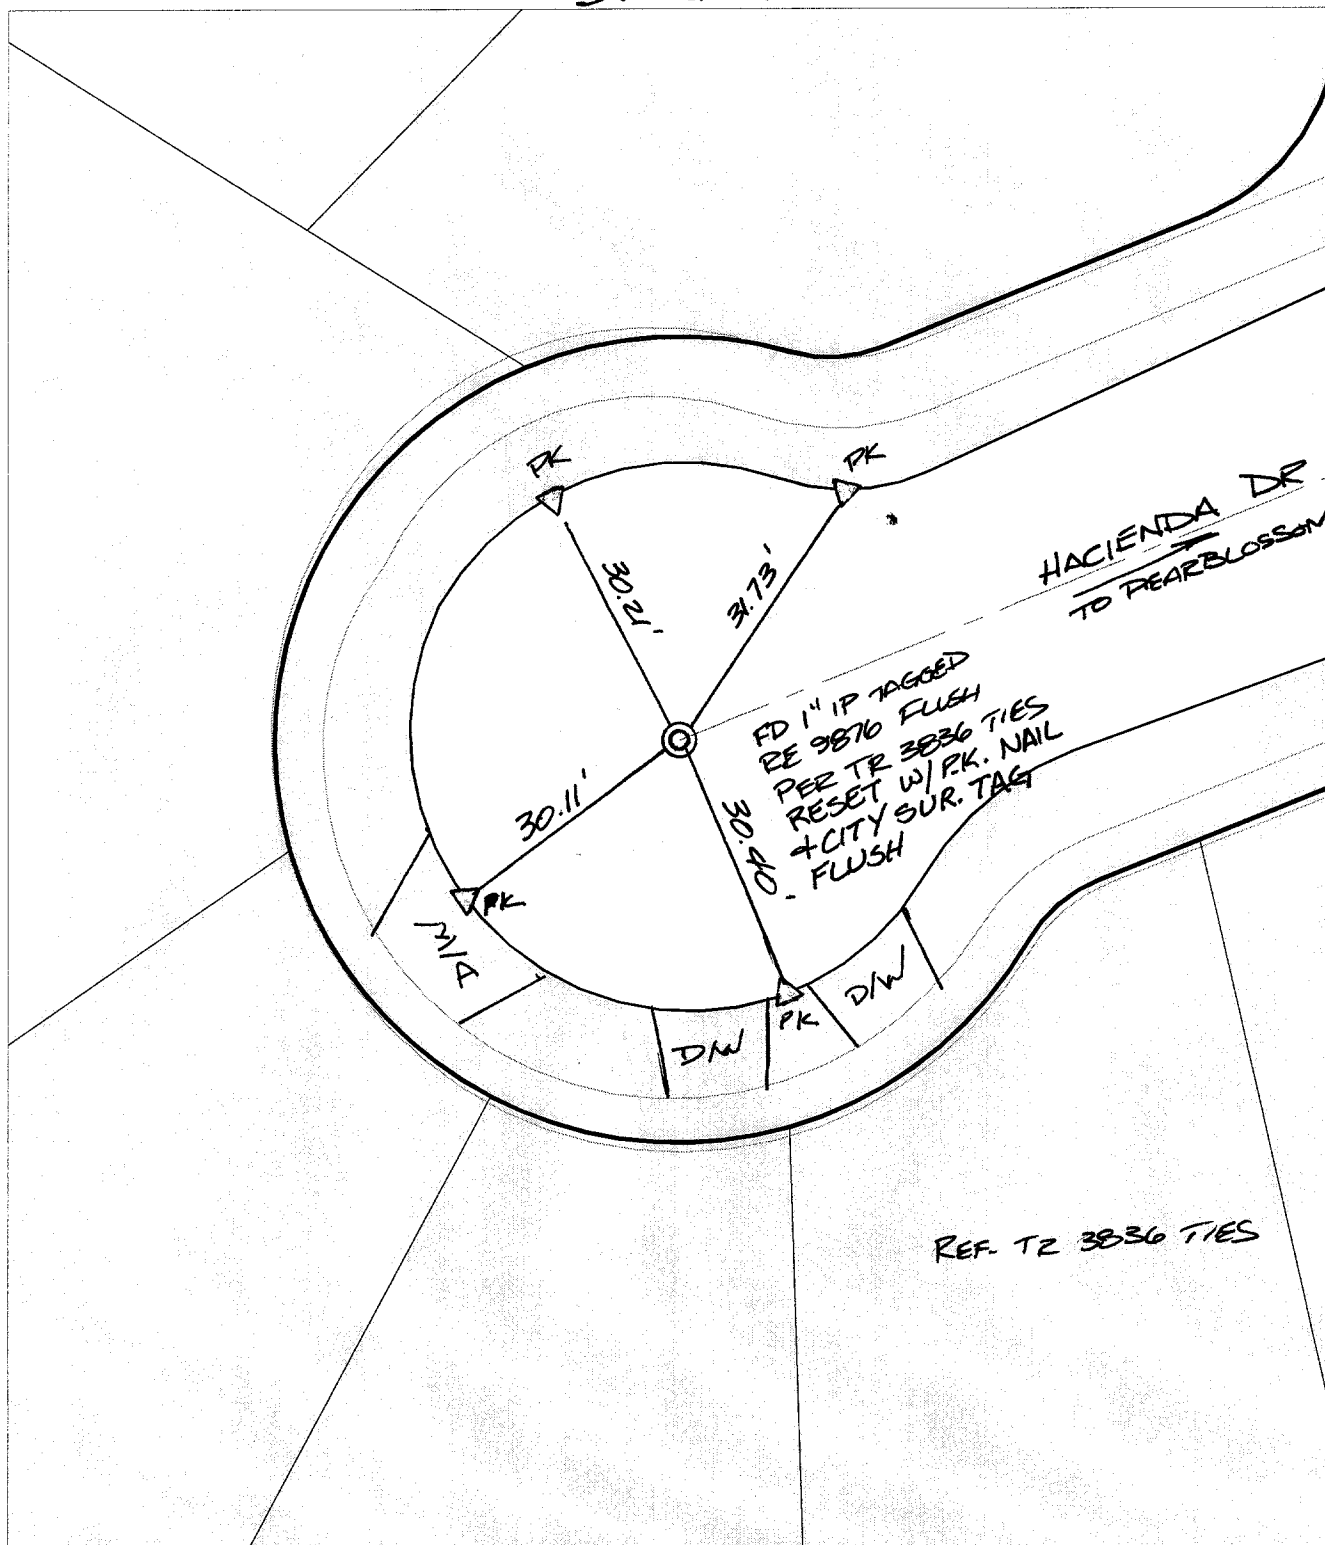 PK
PK
30.21'
31.73'
HACIENDA DR
TO PEARBLOSSOM
FD 1" IP TAGGED
RE 9876 FLUSH
PER TR 3836 TIES
RESET W/ P.K. NAIL
+ CITY SUR. TAG
FLUSH
30.11'
30.40
PK
D/W
D/W
PK
D/W
REF. TR 3836 TIES